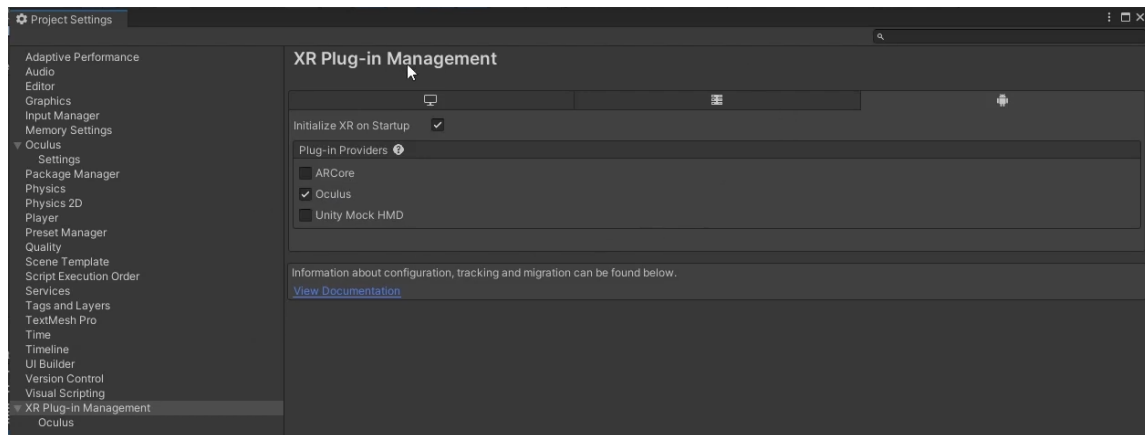 Project Settings
Adaptive Performance
Audio
Editor
Graphics
Input Manager
Memory Settings
Oculus
Settings
Package Manager
Physics
Physics 2D
Player
Preset Manager
Quality
Scene Template
Script Execution Order
Services
Tags and Layers
TextMesh Pro
Time
Timeline
UI Builder
Version Control
Visual Scripting
XR Plug-in Management
Oculus
XR Plug-in Management
Initialize XR on Startup
Plug-in Providers
ARCore
Oculus
Unity Mock HMD
Information about configuration, tracking and migration can be found below.
View Documentation